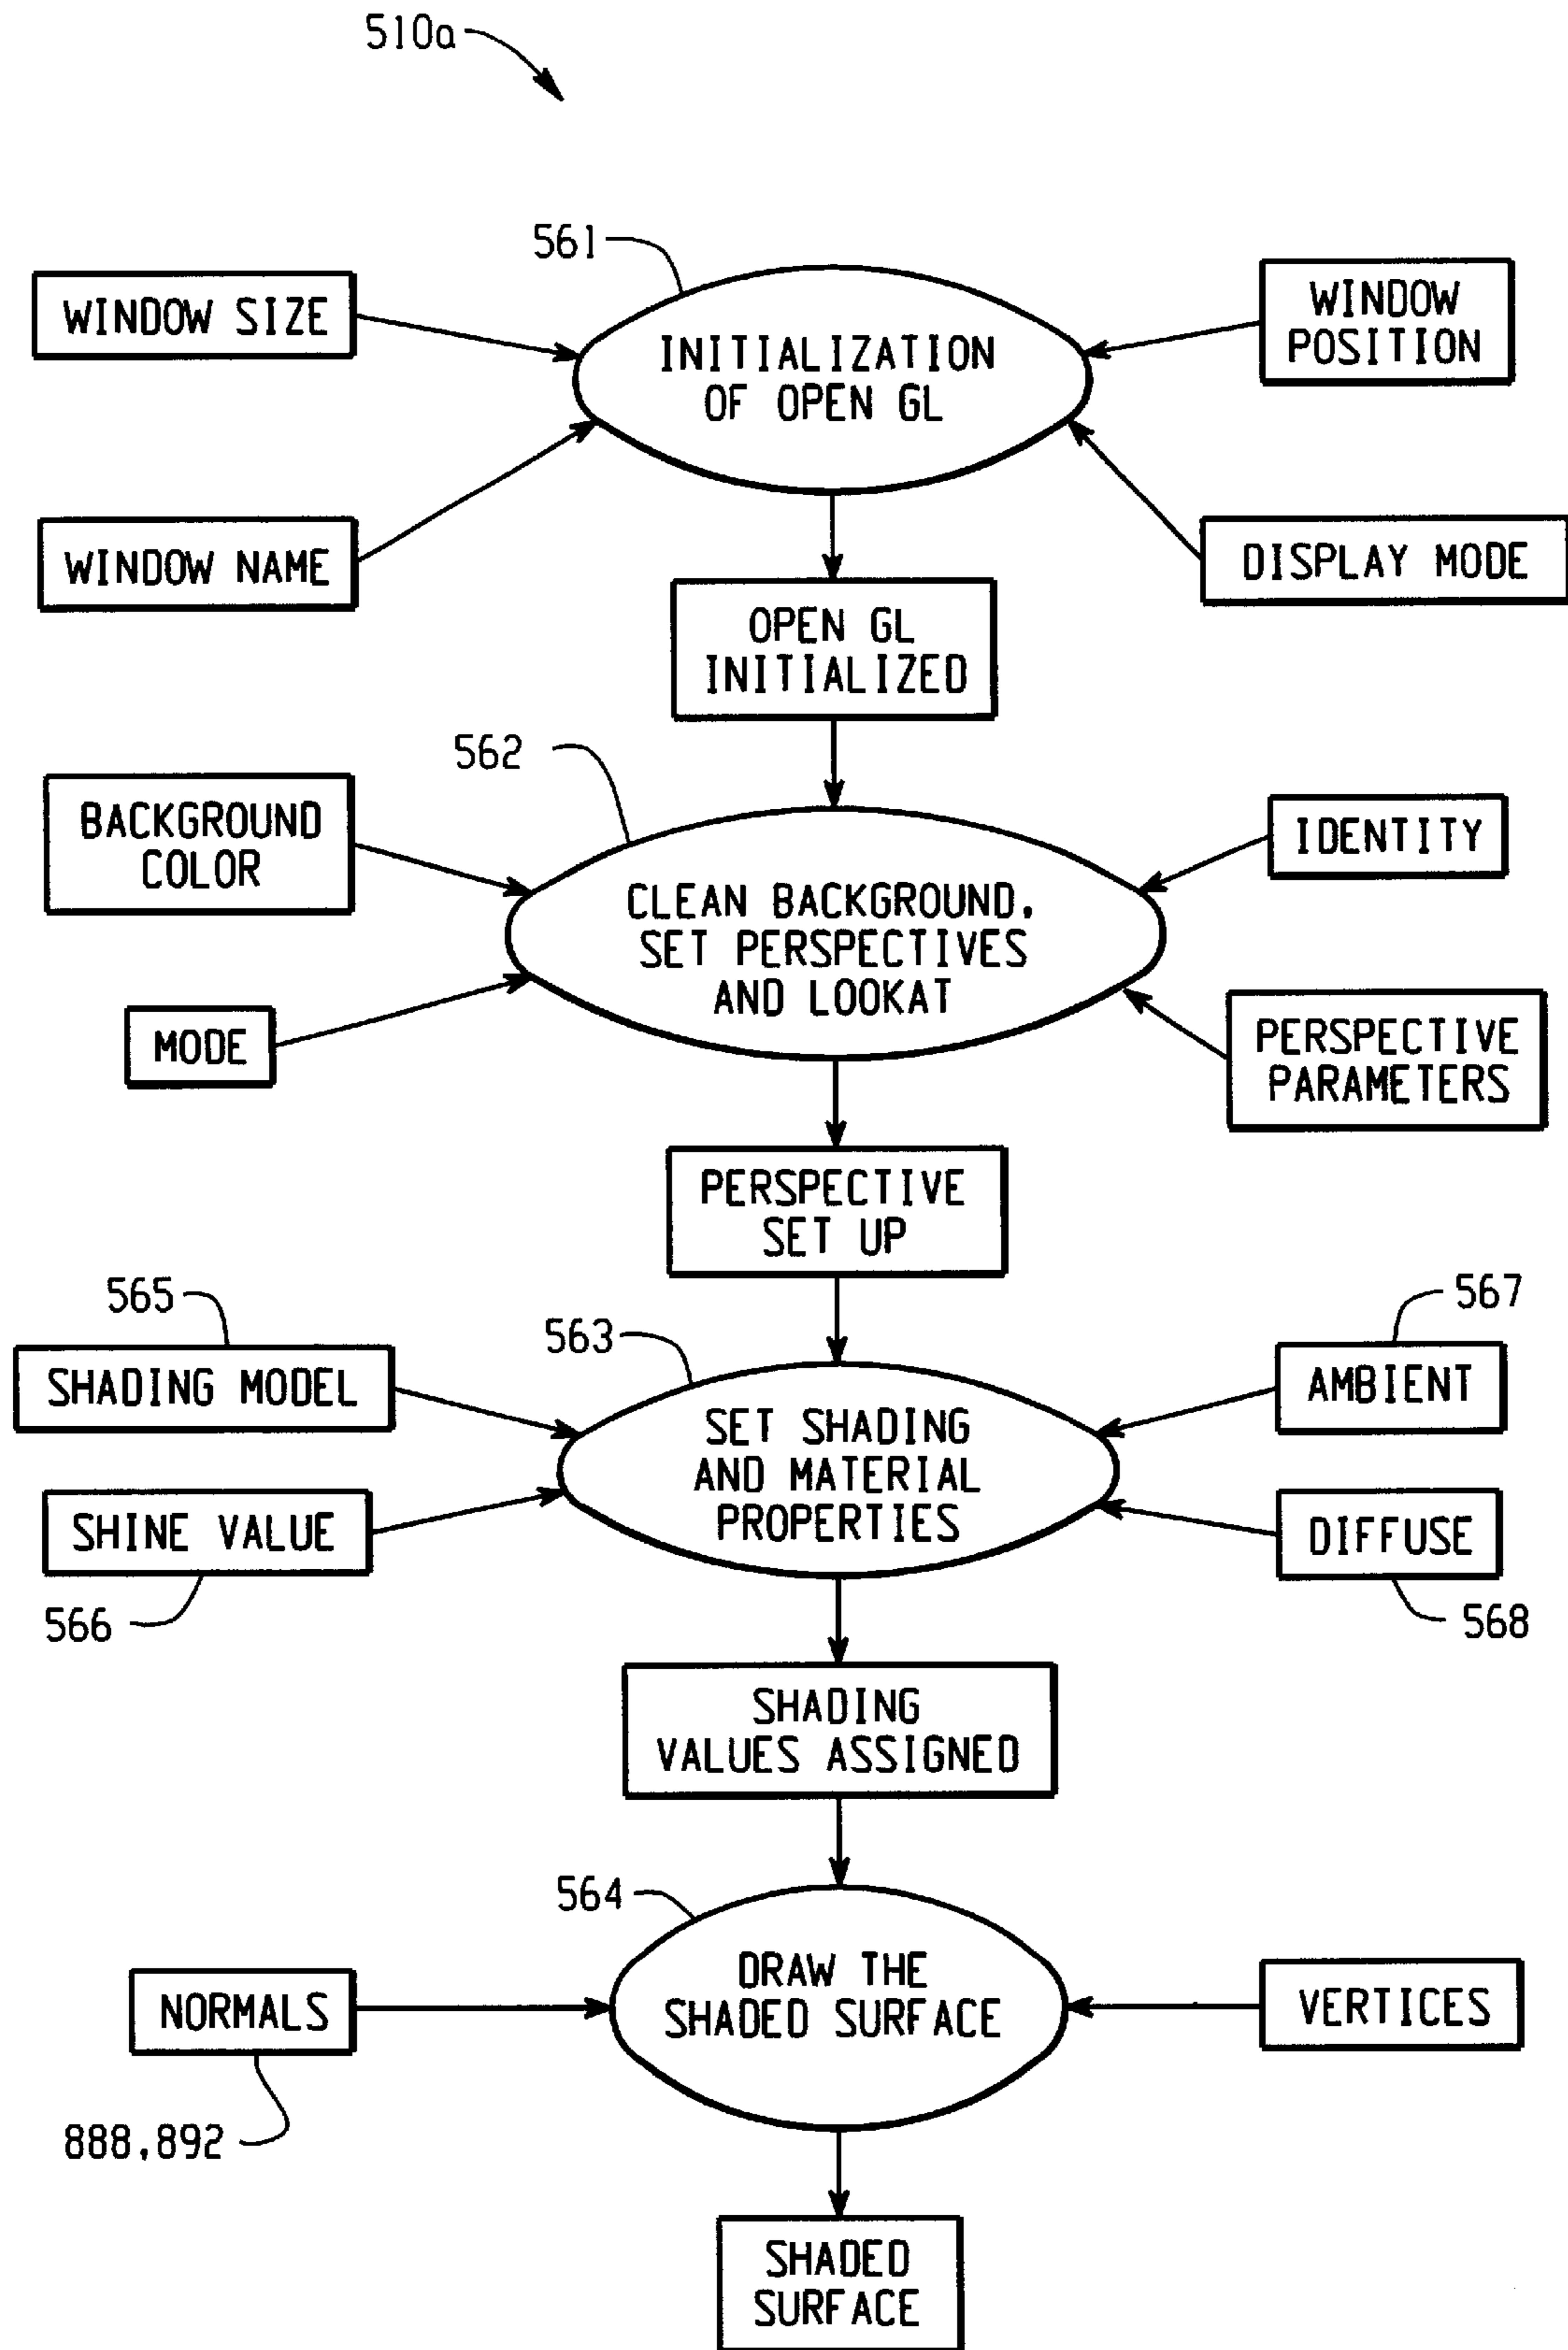 510a
561
WINDOW SIZE
INITIALIZATION
OF OPEN GL
WINDOW
POSITION
WINDOW NAME
DISPLAY MODE
OPEN GL
INITIALIZED
562
BACKGROUND
COLOR
CLEAN BACKGROUND,
SET PERSPECTIVES
AND LOOKAT
IDENTITY
MODE
PERSPECTIVE
PARAMETERS
PERSPECTIVE
SET UP
565
563
567
SHADING MODEL
SET SHADING
AND MATERIAL
PROPERTIES
AMBIENT
SHINE VALUE
DIFFUSE
566
568
SHADING
VALUES ASSIGNED
564
NORMALS
DRAW THE
SHADED SURFACE
VERTICES
888,892
SHADED
SURFACE